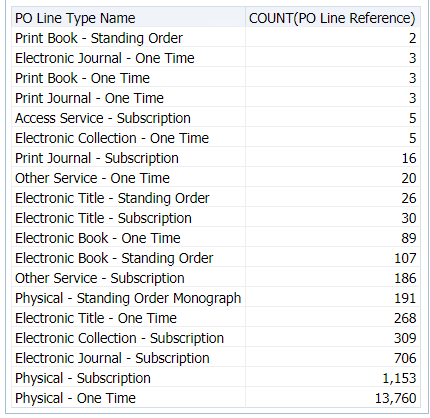 PO Line Type Name COUNT(PO Line Reference)
Print Book - Standing Order 2
Electronic Journal - One Time 3
Print Book - One Time 3
Print Journal - One Time 3
Access Service - Subscription 5
Electronic Collection - One Time 5
Print Journal - Subscription 16
Other Service - One Time 20
Electronic Title - Standing Order 26
Electronic Title - Subscription 30
Electronic Book - One Time 89
Electronic Book - Standing Order 107
Other Service - Subscription 186
Physical - Standing Order Monograph 191
Electronic Title - One Time 268
Electronic Collection - Subscription 309
Electronic Journal - Subscription 706
Physical - Subscription 1,153
Physical - One Time 13,760